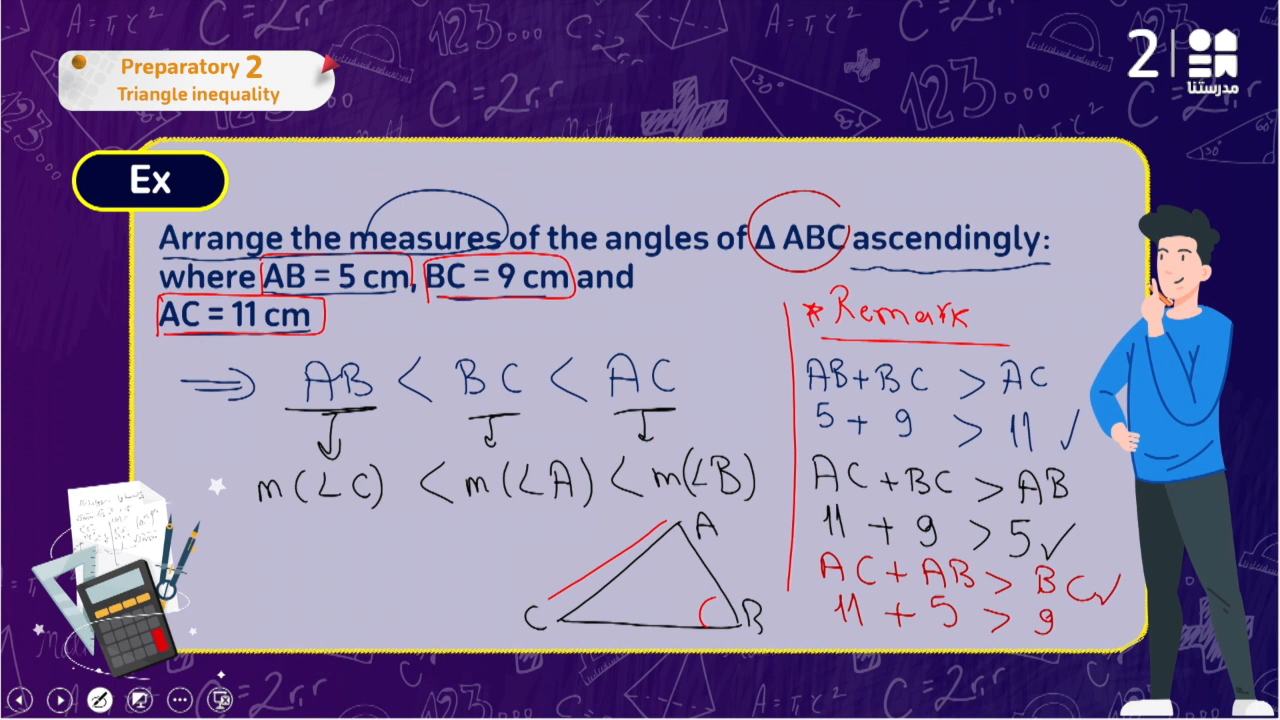 Preparatory 2
Triangle inequality
2
مدرستنا
Ex
Arrange the measures of the angles of Δ ABC ascendingly:
where AB = 5 cm, BC = 9 cm and
AC = 11 cm
⇒ AB < BC < AC
m(∠C) < m(∠A) < m(∠B)
A
C
B
* Remark
AB + BC > AC
5 + 9 > 11 ✓
AC + BC > AB
11 + 9 > 5 ✓
AC + AB > BC ✓
11 + 5 > 9